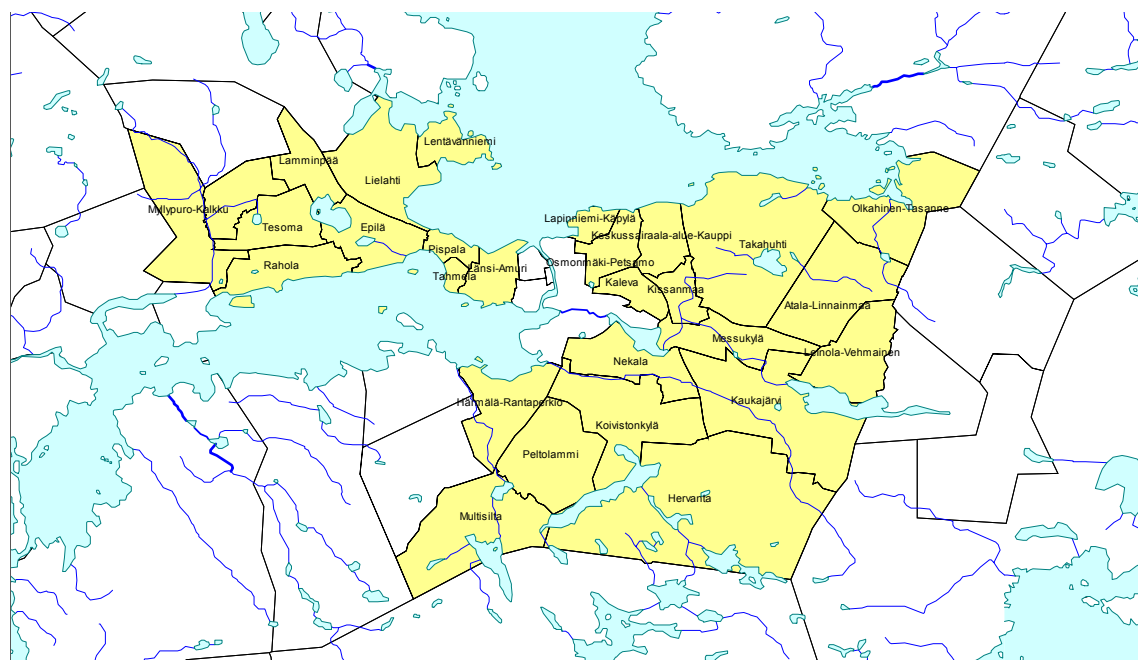 Lentävänniemi
Lamminpää
Lielahti
Myllypuro-Kalkku
Olkahinen-Tasanne
Lapinniemi-Käpylä
Tesoma
Epilä
Keskussairaala-alue-Kauppi
Takahuhti
Pispala
Rahola
Länsi-Amuri
Osmonmäki-Petsamo
Tahmela
Kaleva
Kissanmaa
Atala-Linnainmaa
Messukylä
Leinola-Vehmainen
Nekala
Härmälä-Rantaperkiö
Kaukajärvi
Koivistonkylä
Peltolammi
Hervanta
Multisilta